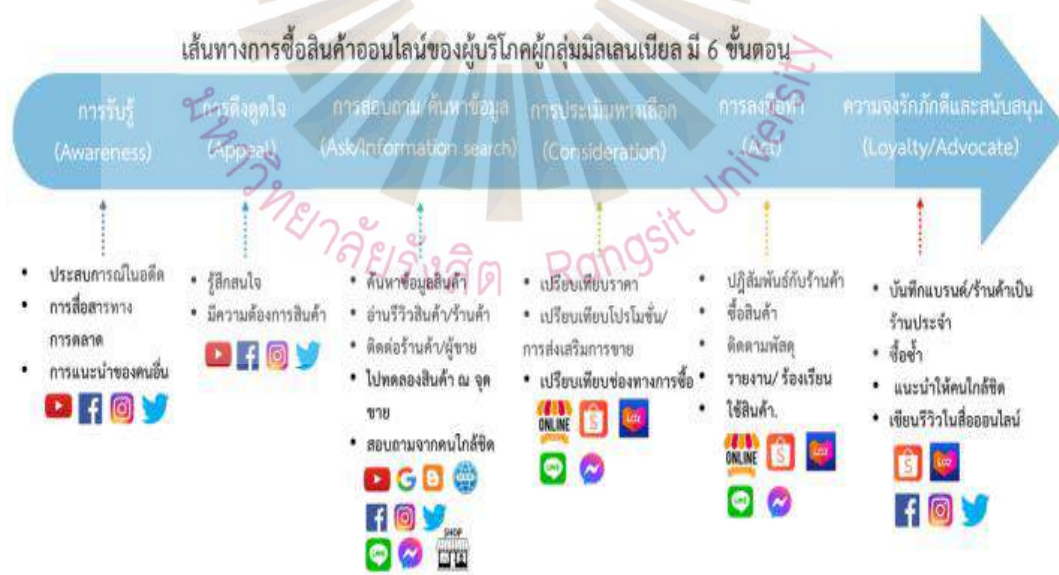 เส้นทางการซื้อสินค้าออนไลน์ของผู้บริโภคผู้กลุ่มมิลเลนเนียล มี 6 ขั้นตอน
การรับรู้
(Awareness)
การดึงดูดใจ
(Appeal)
การสอบถาม/ค้นหาข้อมูล
(Ask/Information search)
การประเมินทางเลือก
(Consideration)
การลงมือทำ
(Act)
ความจงรักภักดีและสนับสนุน
(Loyalty/Advocate)
มหาวิทยาลัยรังสิต Rangsit University
• ประสบการณ์ในอดีต
• การสื่อสารทาง
การตลาด
• การแนะนำของคนอื่น
• รู้สึกสนใจ
• มีความต้องการสินค้า
• ค้นหาข้อมูลสินค้า
• อ่านรีวิวสินค้า/ร้านค้า
• ติดต่อร้านค้า/ผู้ขาย
• ไปทดลองสินค้า ณ จุด
ขาย
• สอบถามจากคนใกล้ชิด
SHOP
• เปรียบเทียบราคา
• เปรียบเทียบโปรโมชั่น/
การส่งเสริมการขาย
• เปรียบเทียบช่องทางการซื้อ
ONLINE
LINE
• ปฏิสัมพันธ์กับร้านค้า
• ซื้อสินค้า
• ติดตามพัสดุ
• รายงาน/ ร้องเรียน
• ใช้สินค้า.
ONLINE
LINE
• บันทึกแบรนด์/ร้านค้าเป็น
ร้านประจำ
• ซื้อซ้ำ
• แนะนำให้คนใกล้ชิด
• เขียนรีวิวในสื่อออนไลน์